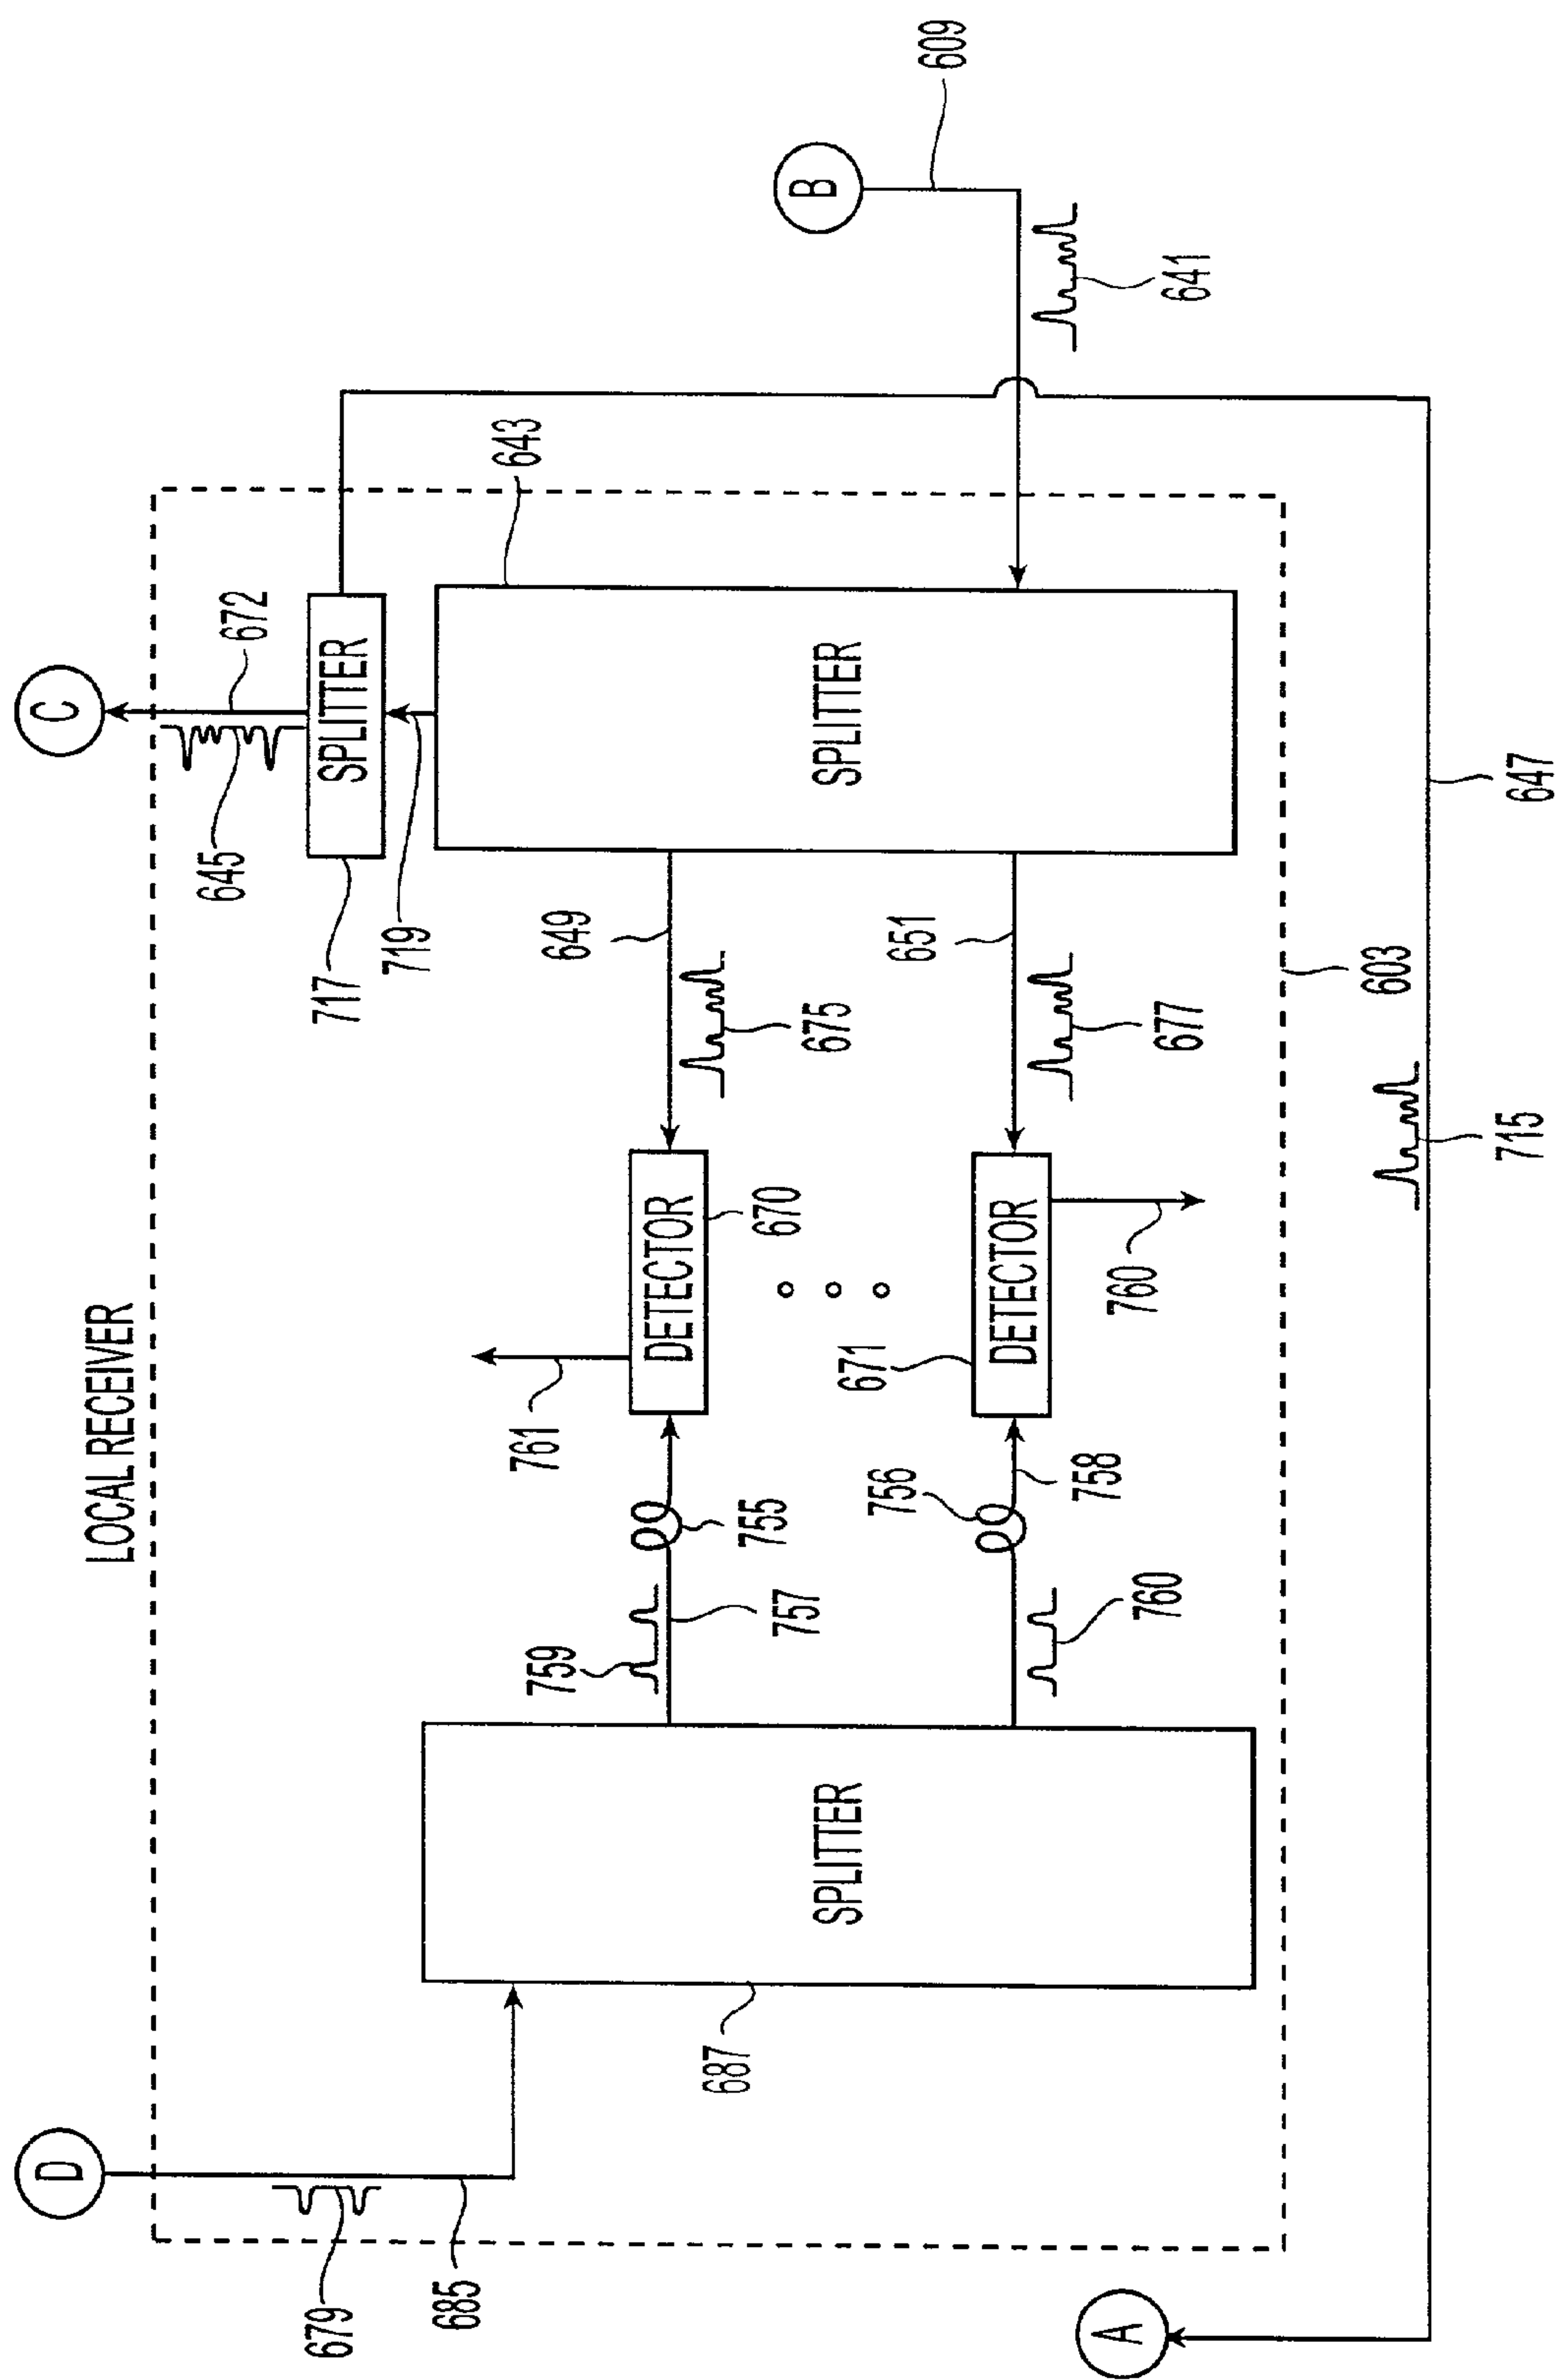 LOCAL RECEIVER
D
C
B
A
679
685
687
SPLITTER
759
757
755
761
DETECTOR
670
760
756
758
671
DETECTOR
760
649
675
651
677
717
SPLITTER
719
645
672
643
SPLITTER
609
641
603
715
647